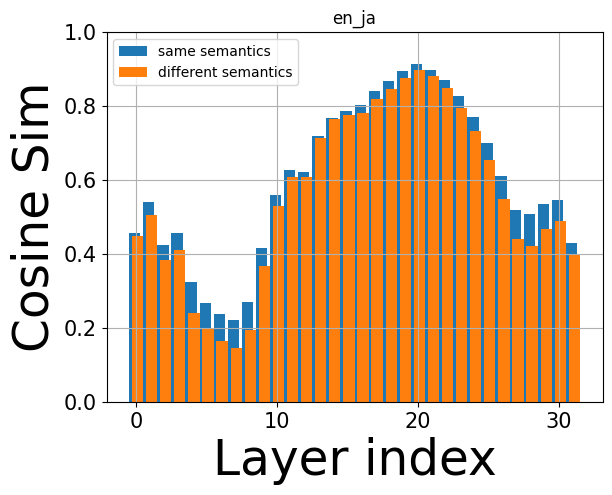 en_ja
same semantics
different semantics
Cosine Sim
1.0
0.8
0.6
0.4
0.2
0.0
0 10 20 30
Layer index